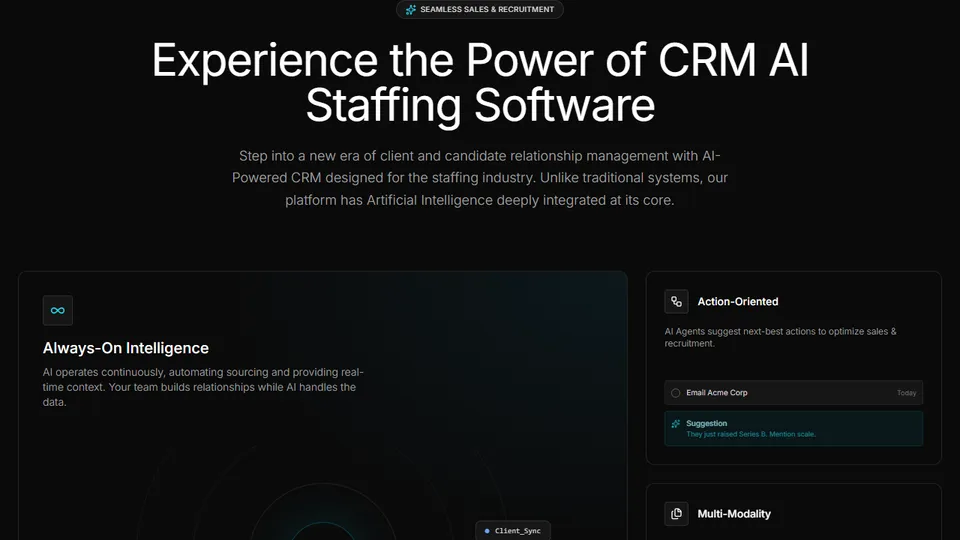 SEAMLESS SALES & RECRUITMENT
Experience the Power of CRM AI
Staffing Software
Step into a new era of client and candidate relationship management with AI-
Powered CRM designed for the staffing industry. Unlike traditional systems, our
platform has Artificial Intelligence deeply integrated at its core.
Always-On Intelligence
AI operates continuously, automating sourcing and providing real-
time context. Your team builds relationships while AI handles the
data.
Client_Sync
Action-Oriented
AI Agents suggest next-best actions to optimize sales &
recruitment.
Email Acme Corp Today
Suggestion
They just raised Series B. Mention scale.
Multi-Modality